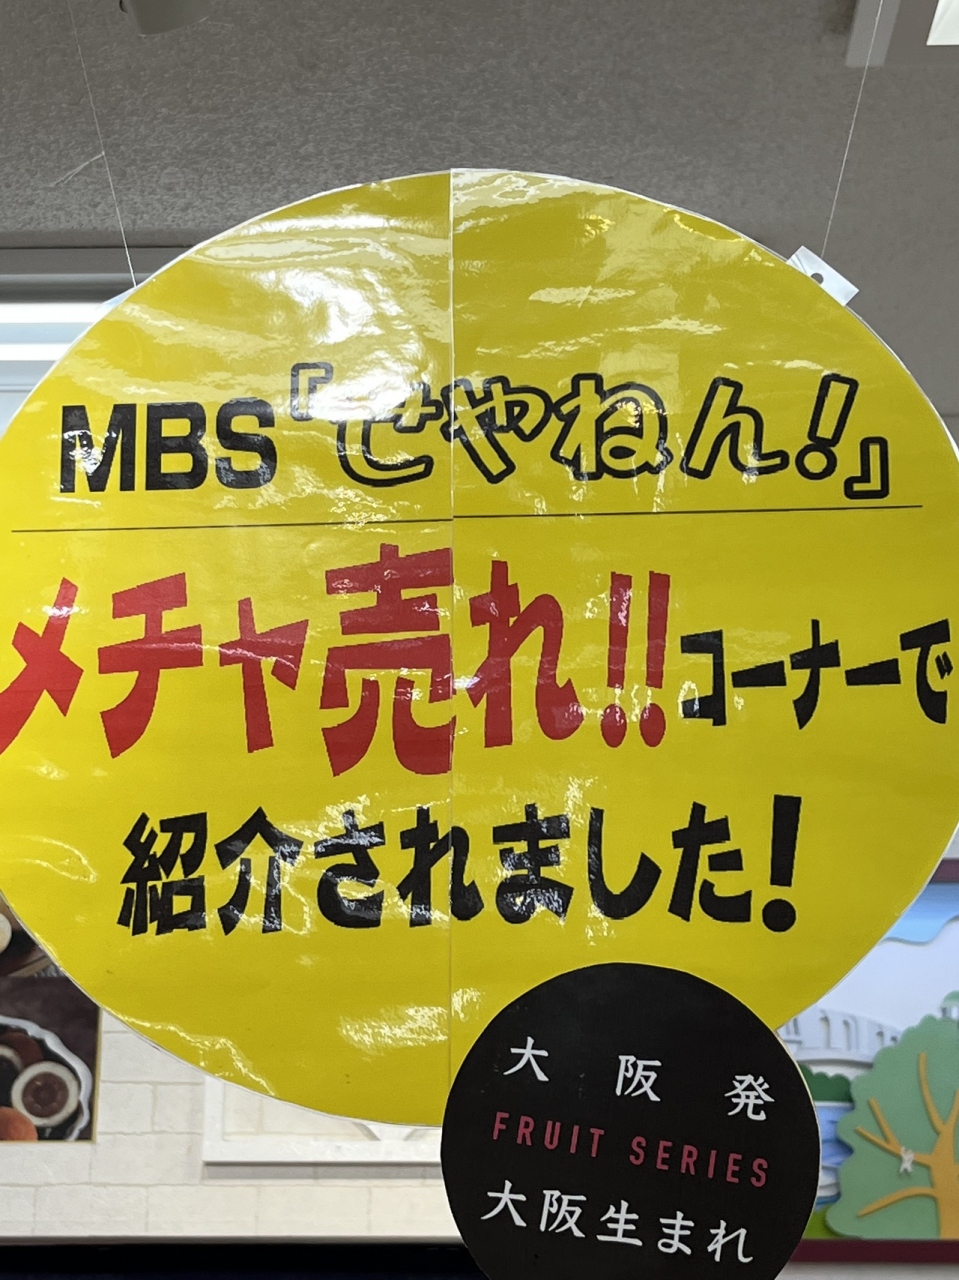 MBS『せやねん!』
メチャ売れ!!コーナーで
紹介されました!
大阪発
FRUIT SERIES
大阪生まれ